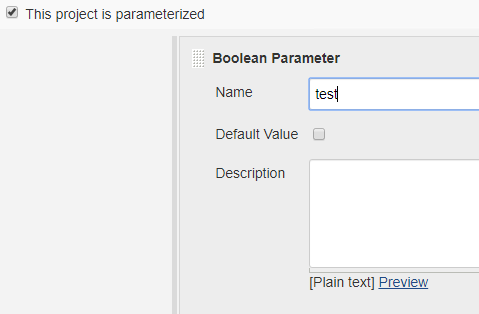 This project is parameterized
Boolean Parameter
Name
test
Default Value
Description
[Plain text] Preview